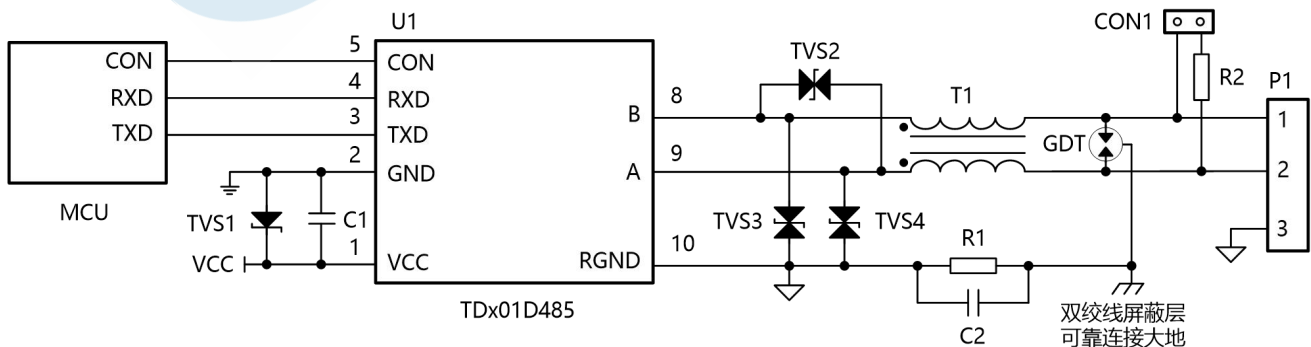 U1
CON1
MCU
CON
RXD
TXD
5
4
3
2
1
CON
RXD
TXD
GND
VCC
B
A
RGND
8
9
10
TDx01D485
TVS1
C1
VCC
TVS2
TVS3
TVS4
T1
GDT
R2
P1
1
2
3
R1
C2
双绞线屏蔽层
可靠连接大地